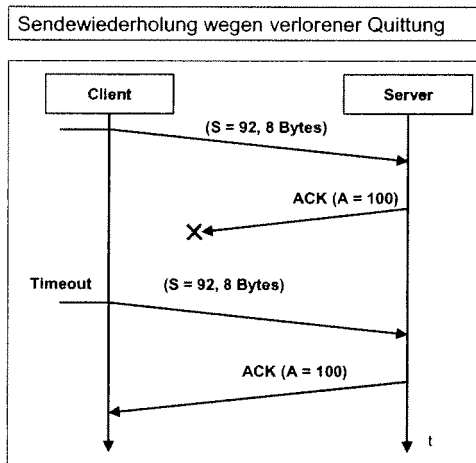 Sendewiederholung wegen verlorener Quittung
Client
Server
(S = 92, 8 Bytes)
ACK (A = 100)
Timeout
(S = 92, 8 Bytes)
ACK (A = 100)
t